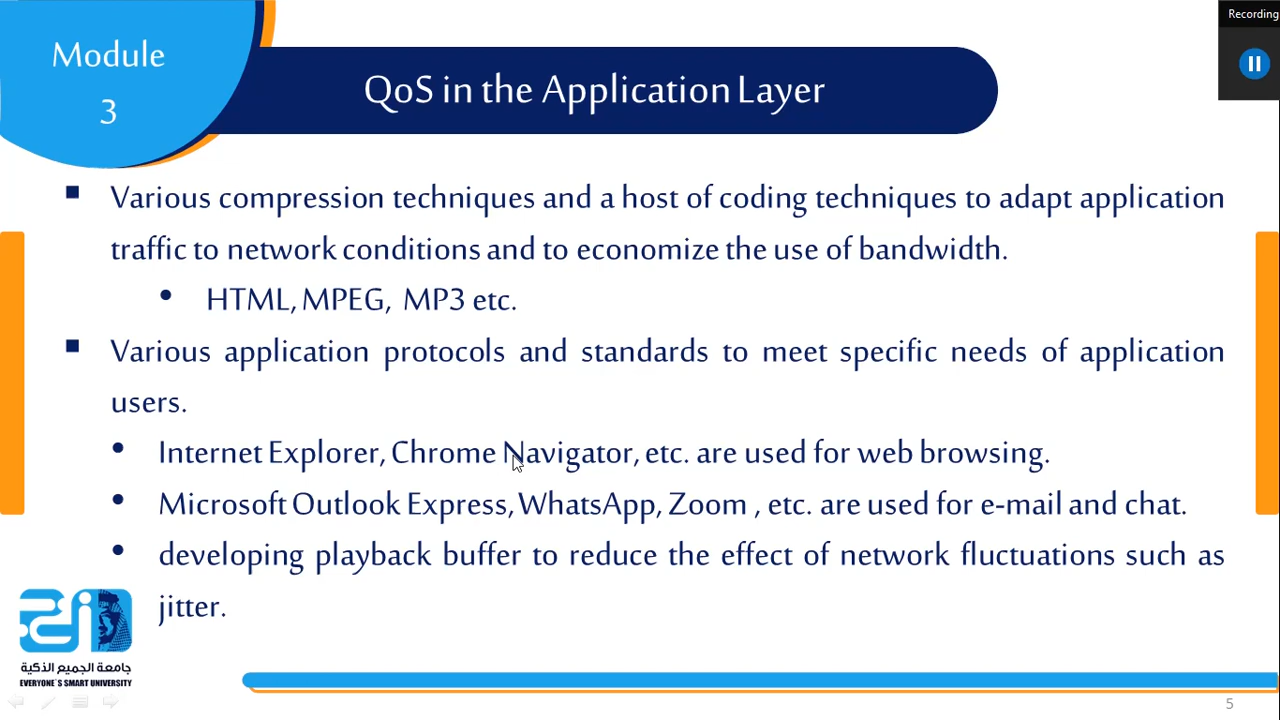 Recording
Module
3
QoS in the Application Layer
Various compression techniques and a host of coding techniques to adapt application
traffic to network conditions and to economize the use of bandwidth.
HTML, MPEG, MP3 etc.
Various application protocols and standards to meet specific needs of application
users.
Internet Explorer, Chrome Navigator, etc. are used for web browsing.
Microsoft Outlook Express, WhatsApp, Zoom , etc. are used for e-mail and chat.
developing playback buffer to reduce the effect of network fluctuations such as
jitter.
جامعة الجميع الذكية
EVERYONE`S SMART UNIVERSITY
5